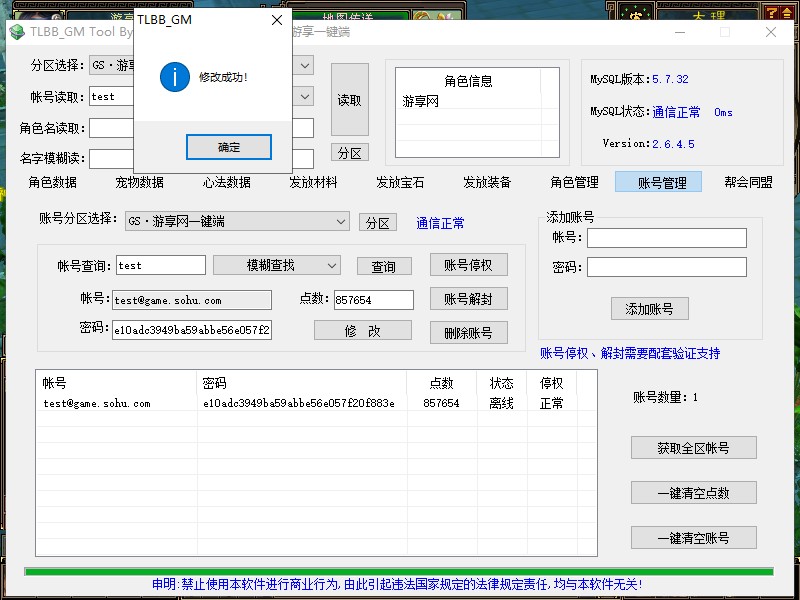 地图传送
大理
TLBB_GM Tool By
游享一键端
TLBB_GM
修改成功!
确定
分区选择:
GS·游享
帐号读取:
test
角色名读取:
名字模糊读:
读取
分区
角色信息
游享网
MySQL版本:5.7.32
MySQL状态:通信正常 0ms
Version:2.6.4.5
角色数据 宠物数据 心法数据 发放材料 发放宝石 发放装备 角色管理 账号管理 帮会同盟
账号分区选择:
GS·游享网一键端
分区
通信正常
帐号查询:
test
模糊查找
查询
账号停权
帐号:
test@game.sohu.com
点数:
857654
账号解封
密码:
e10adc3949ba59abbe56e057f2
修 改
删除账号
添加账号
帐号:
密码:
添加账号
账号停权、解封需要配套验证支持
帐号 密码 点数 状态 停权
test@game.sohu.com e10adc3949ba59abbe56e057f20f883e 857654 离线 正常
账号数量:1
获取全区帐号
一键清空点数
一键清空账号
申明:禁止使用本软件进行商业行为,由此引起违法国家规定的法律规定责任,均与本软件无关!